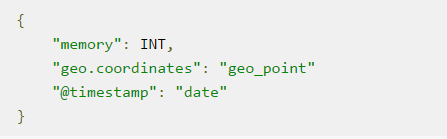 {
"memory": INT,
"geo.coordinates": "geo_point"
"@timestamp": "date"
}